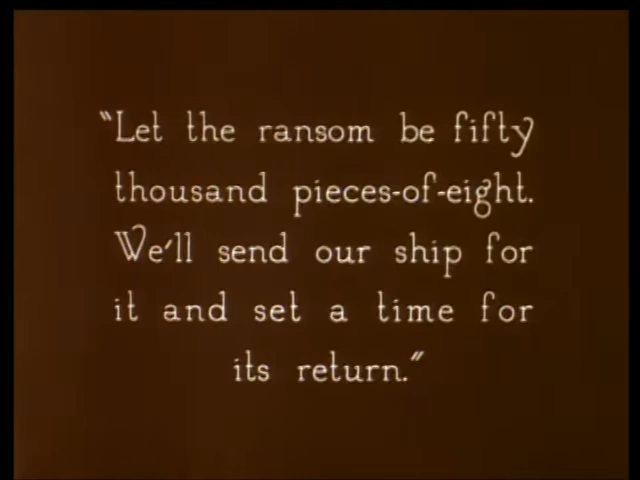 “Let the ransom be fifty
thousand pieces-of-eight.
We'll send our ship for
it and set a time for
its return.”